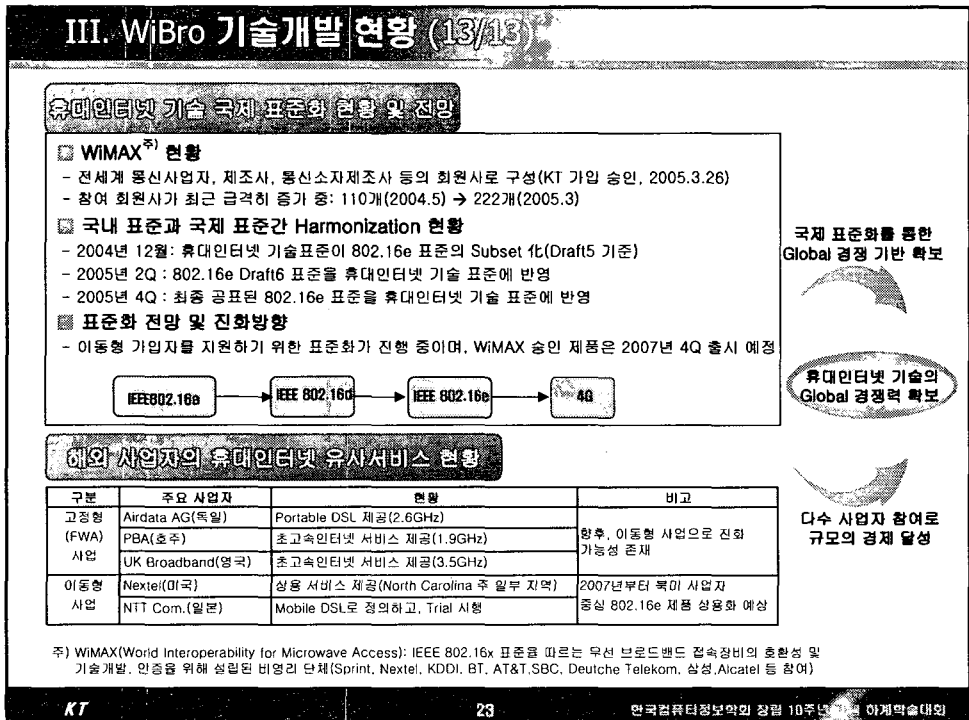 III. WiBro 기술개발 현황 (13/13)
휴대인터넷 기술 국제 표준화 현황 및 전망
WiMAX주) 현황
- 전세계 통신사업자, 제조사, 통신소자제조사 등의 회원사로 구성(KT 가입 승인, 2005.3.26)
- 참여 회원사가 최근 급격히 증가 중: 110개(2004.5) → 222개(2005.3)
국내 표준과 국제 표준간 Harmonization 현황
- 2004년 12월: 휴대인터넷 기술표준이 802.16e 표준의 Subset 化(Draft5 기준)
- 2005년 2Q : 802.16e Draft6 표준을 휴대인터넷 기술 표준에 반영
- 2005년 4Q : 최종 공표된 802.16e 표준을 휴대인터넷 기술 표준에 반영
표준화 전망 및 진화방향
- 이동형 가입자를 지원하기 위한 표준화가 진행 중이며, WiMAX 승인 제품은 2007년 4Q 출시 예정
IEEE802.16a → IEEE 802.16d → IEEE 802.16e → 4G
국제 표준화를 통한
Global 경쟁 기반 확보
휴대인터넷 기술의
Global 경쟁력 확보
다수 사업자 참여로
규모의 경제 달성
해외 사업자의 휴대인터넷 유사서비스 현황
구분 주요 사업자 현황 비고
고정형 (FWA) 사업 Airdata AG(독일) Portable DSL 제공(2.6GHz) 향후, 이동형 사업으로 진화 가능성 존재
PBA(호주) 초고속인터넷 서비스 제공(1.9GHz)
UK Broadband(영국) 초고속인터넷 서비스 제공(3.5GHz)
이동형 사업 Nextel(미국) 상용 서비스 제공(North Carolina 주 일부 지역) 2007년부터 북미 사업자 중심 802.16e 제품 상용화 예상
NTT Com.(일본) Mobile DSL로 정의하고, Trial 시행
주) WiMAX(World Interoperability for Microwave Access): IEEE 802.16x 표준을 따르는 무선 브로드밴드 접속장비의 호환성 및
기술개발, 인증을 위해 설립된 비영리 단체(Sprint, Nextel, KDDI, BT, AT&T,SBC, Deutche Telekom, 삼성,Alcatel 등 참여)
KT
23
한국컴퓨터정보학회 창립 10주년 하계학술대회